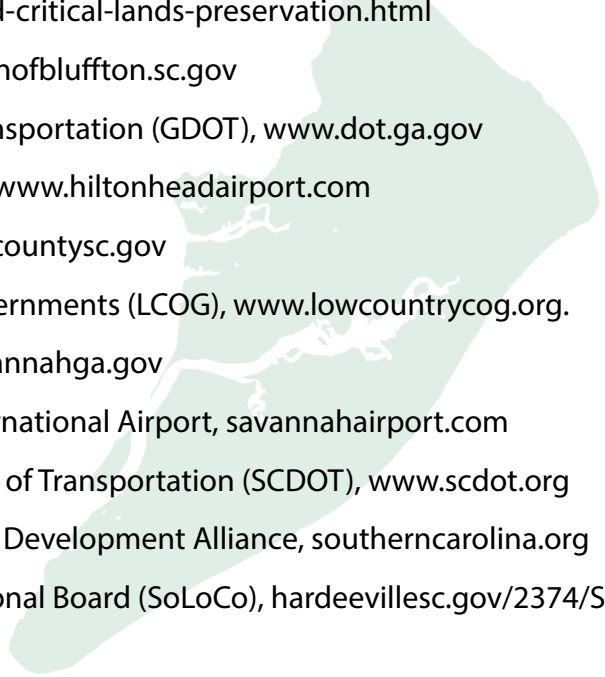 d-critical-lands-preservation.html
nofbluffton.sc.gov
nsportation (GDOT), www.dot.ga.gov
www.hiltonheadairport.com
countysc.gov
ernments (LCOG), www.lowcountrycog.org.
annahga.gov
rnational Airport, savannahairport.com
of Transportation (SCDOT), www.scdot.org
Development Alliance, southerncarolina.org
onal Board (SoLoCo), hardeevillesc.gov/2374/S